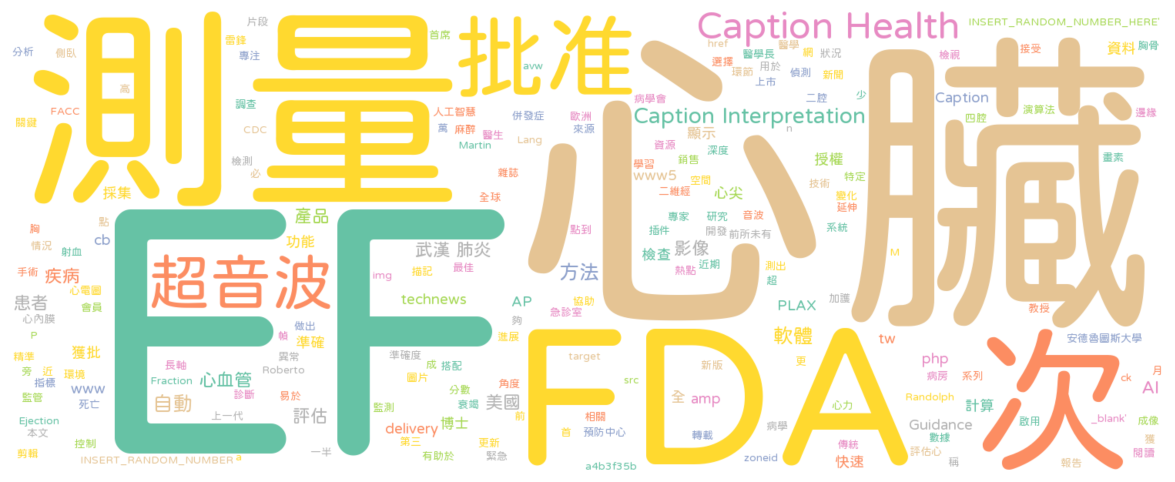 測量
批准
心臟
EF
FDA
次
超音波
Caption Health
Caption Interpretation
INSERT_RANDOM_NUMBER_HERE'
分析
側臥
片段
雷鋒
專注
首席
高
FACC
關鍵
調查
CDC
檢測
必
採集
avw
人工智慧
萬
麻醉
醫生
Martin
併發症
Lang
雜誌
全球
歐洲
來源
病學會
href
選擇
環節
醫學長
用於
上市
醫學
網
狀況
偵測
新聞
二腔
少
檢視
接受
資料
胸骨
Caption
四腔
演算法
邊緣
畫素
顯示
資源
深度
n
學習
銷售
www5
空間
二維經
心尖
授權
技術
特定
變化
延伸
專家
研究
音波
插件
開發
前所未有
系統
點到
檢查
影像
熱點
近期
測出
超
M
方法
協助
急診室
AP
夠
PLAX
加護
教授
產品
功能
武漢
肺炎
img
描記
最佳
technews
點
胸
cb
情況
射血
手術
疾病
心電圖
患者
心內膜
會員
P
做出
幀
準確
進展
target
軟體
tw
更
php
病房
系列
安德魯圖斯大學
月
ck
AI
精準
獲批
旁
近
環境
長軸
異常
Roberto
準確度
成
搭配
圖片
新版
指標
www
Fraction
心血管
診斷
易於
分數
角度
src
監管
死亡
自動
上一代
評估
監測
衰竭
美國
全
amp
心力
Randolph
計算
啟用
_blank'
成像
Ejection
本文
delivery
博士
前
相關
Guidance
數線
獲
控制
第三
更新
首
預防中心
轉載
病學
傳統
評估心
閱讀
剪輯
INSERT_RANDOM_NUMBER
a
一半
有助於
緊急
a4b3f35b
zoneid
快速
稱
報告